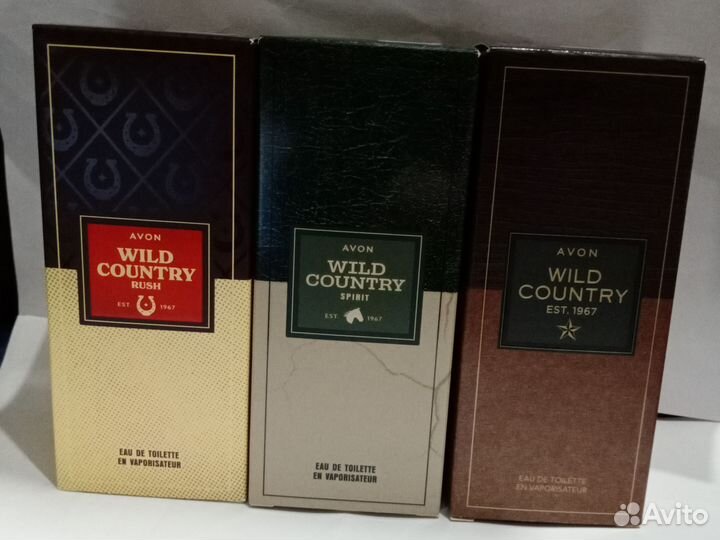 AVON
WILD
COUNTRY
RUSH
EST. 1967
EAU DE TOILETTE
EN VAPORISATEUR
AVON
WILD
COUNTRY
SPIRIT
EST. 1967
EAU DE TOILETTE
EN VAPORISATEUR
AVON
WILD
COUNTRY
EST. 1967
EAU DE TOILETTE
EN VAPORISATEUR
Avito